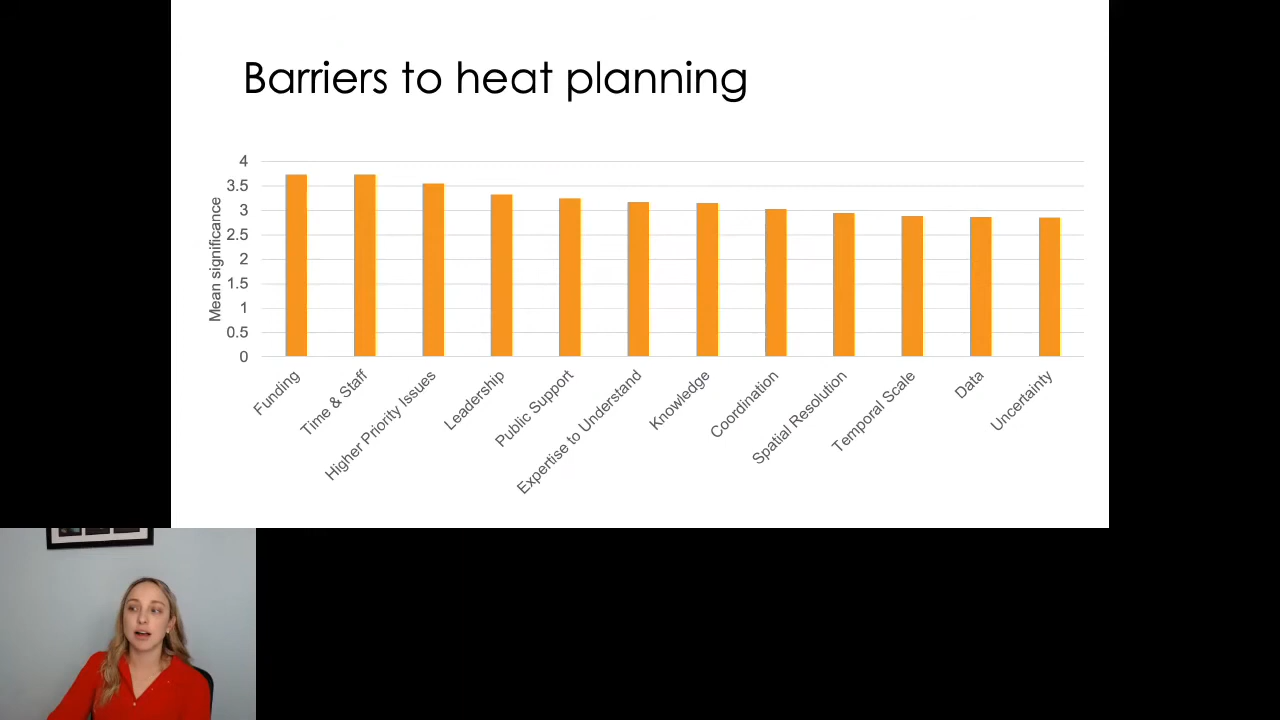 Barriers to heat planning
Mean significance
4
3.5
3
2.5
2
1.5
1
0.5
0
Funding
Time & Staff
Higher Priority Issues
Leadership
Public Support
Expertise to Understand
Knowledge
Coordination
Spatial Resolution
Temporal Scale
Data
Uncertainty